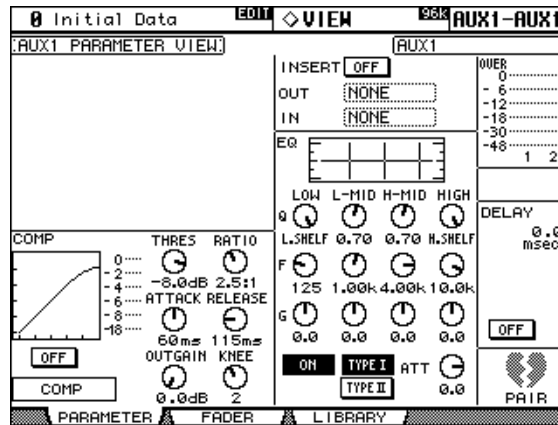 0 Initial Data EDIT ◇VIEW 96k AUX1-AUX1
AUX1 PARAMETER VIEW AUX1
INSERT OFF
OUT NONE
IN NONE
OVER
0
- 6
-12
-18
-30
-48
1 2
EQ
LOW L-MID H-MID HIGH
Q
L.SHELF 0.70 0.70 H.SHELF
F
125 1.00k 4.00k 10.0k
G
0.0 0.0 0.0 0.0
ON TYPE I ATT
TYPE II 0.0
DELAY
0.0
msec
OFF
PAIR
COMP
THRES RATIO
0
- 2
- 4
- 6
- 8
-18
-8.0dB 2.5:1
ATTACK RELEASE
60ms 115ms
OUTGAIN KNEE
0.0dB 2
OFF
COMP
PARAMETER FADER LIBRARY